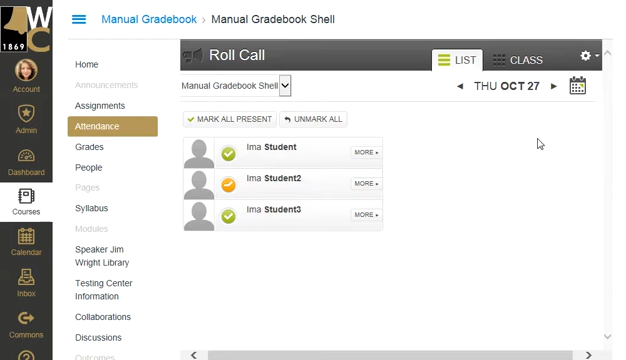 W
C
1869
Account
Admin
Dashboard
Courses
Calendar
Inbox
Commons
Manual Gradebook > Manual Gradebook Shell
Home
Announcements
Assignments
Attendance
Grades
People
Pages
Syllabus
Modules
Speaker Jim
Wright Library
Testing Center
Information
Collaborations
Discussions
Outcomes
Roll Call
LIST
CLASS
Manual Gradebook Shell
THU OCT 27
MARK ALL PRESENT
UNMARK ALL
Ima Student
MORE
Ima Student2
MORE
Ima Student3
MORE